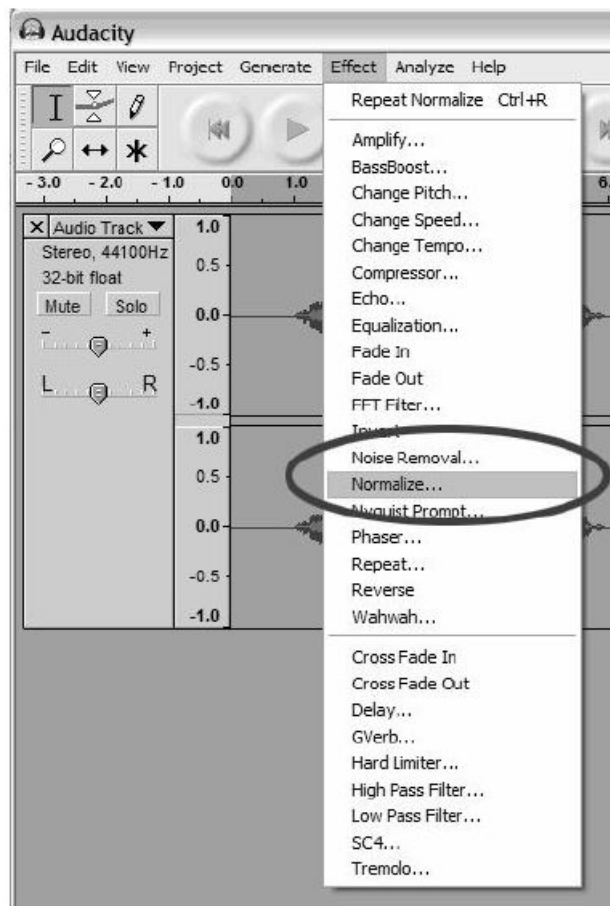 Audacity
File Edit View Project Generate Effect Analyze Help
Repeat Normalize Ctrl+R
Amplify...
BassBoost...
Change Pitch...
Change Speed...
Change Tempo...
Compressor...
Echo...
Equalization...
Fade In
Fade Out
FFT Filter...
Invert
Noise Removal...
Normalize...
Nyquist Prompt...
Phaser...
Repeat...
Reverse
Wahwah...
Cross Fade In
Cross Fade Out
Delay...
GVerb...
Hard Limiter...
High Pass Filter...
Low Pass Filter...
SC4...
Tremolo...
- 3.0 - 2.0 - 1.0 0.0 1.0 6.
X Audio Track
Stereo, 44100Hz
32-bit float
Mute Solo
- +
L R
1.0
0.5
0.0
-0.5
-1.0
1.0
0.5
0.0
-0.5
-1.0